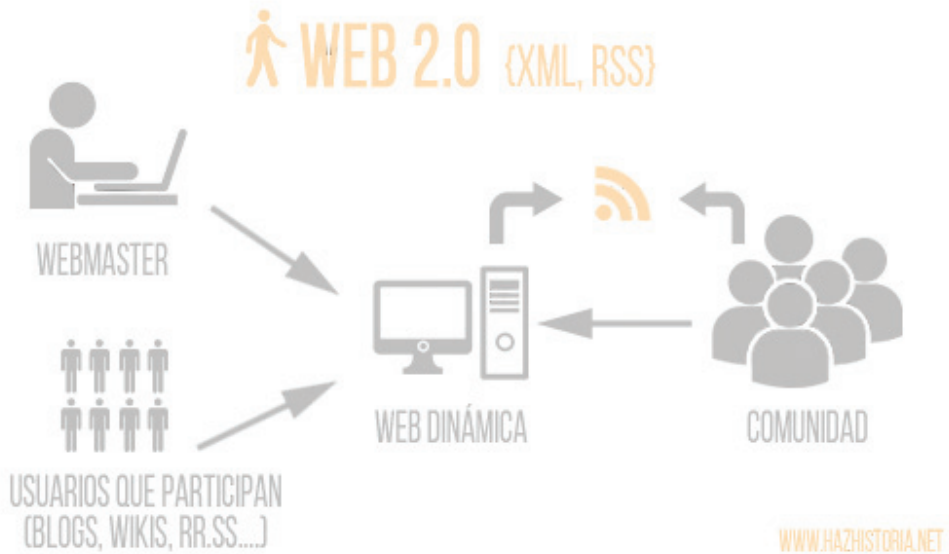 WEB 2.0 {XML, RSS}
WEBMASTER
WEB DINÁMICA
COMUNIDAD
USUARIOS QUE PARTICIPAN
(BLOGS, WIKIS, RR.SS....)
WWW.HAZHISTORIA.NET